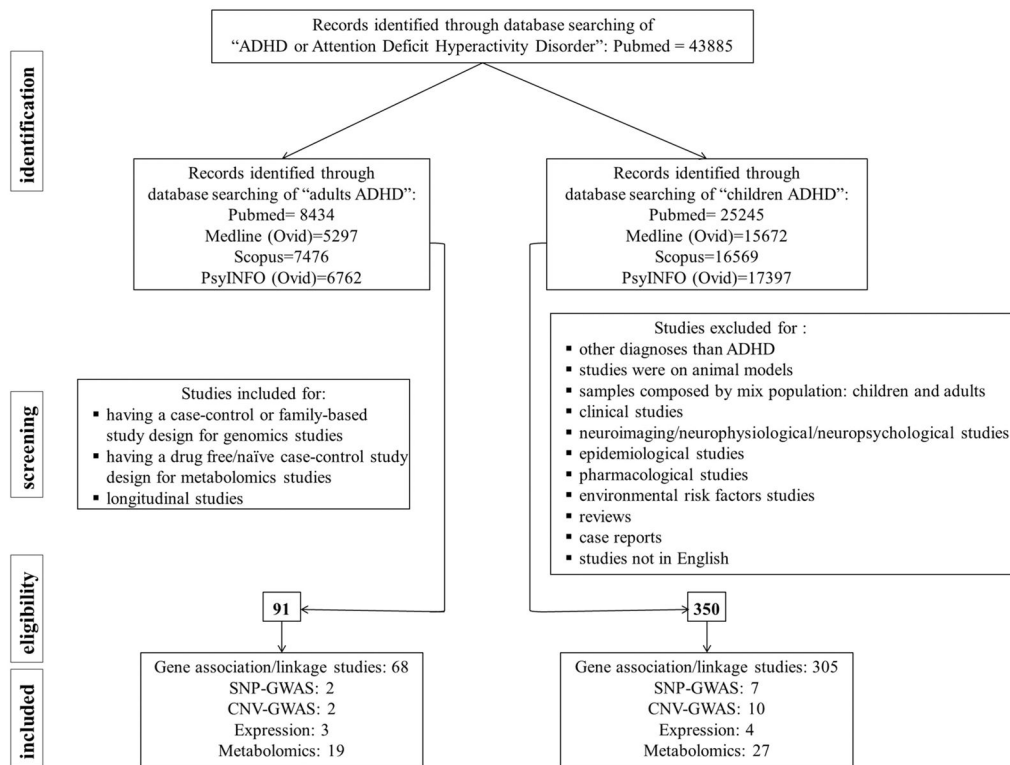 Records identified through database searching of
“ADHD or Attention Deficit Hyperactivity Disorder”: Pubmed = 43885
identification
Records identified through
database searching of “adults ADHD”:
Pubmed= 8434
Medline (Ovid)=5297
Scopus=7476
PsyINFO (Ovid)=6762
Records identified through
database searching of “children ADHD”:
Pubmed = 25245
Medline (Ovid)=15672
Scopus=16569
PsyINFO (Ovid)=17397
screening
Studies included for:
▪ having a case-control or family-based
study design for genomics studies
▪ having a drug free/naïve case-control study
design for metabolomics studies
▪ longitudinal studies
Studies excluded for :
▪ other diagnoses than ADHD
▪ studies were on animal models
▪ samples composed by mix population: children and adults
▪ clinical studies
▪ neuroimaging/neurophysiological/neuropsychological studies
▪ epidemiological studies
▪ pharmacological studies
▪ environmental risk factors studies
▪ reviews
▪ case reports
▪ studies not in English
eligibility
91
350
included
Gene association/linkage studies: 68
SNP-GWAS: 2
CNV-GWAS: 2
Expression: 3
Metabolomics: 19
Gene association/linkage studies: 305
SNP-GWAS: 7
CNV-GWAS: 10
Expression: 4
Metabolomics: 27